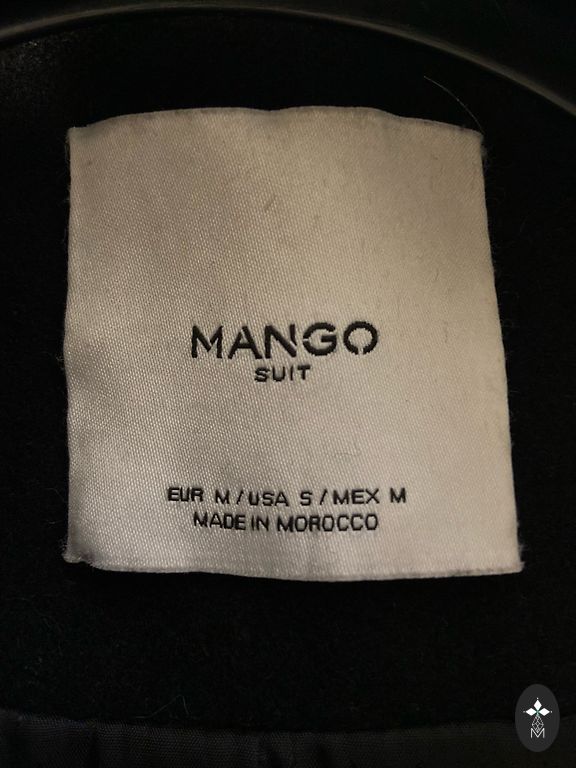 MANGO
SUIT
EUR M / USA S / MEX M
MADE IN MOROCCO
M